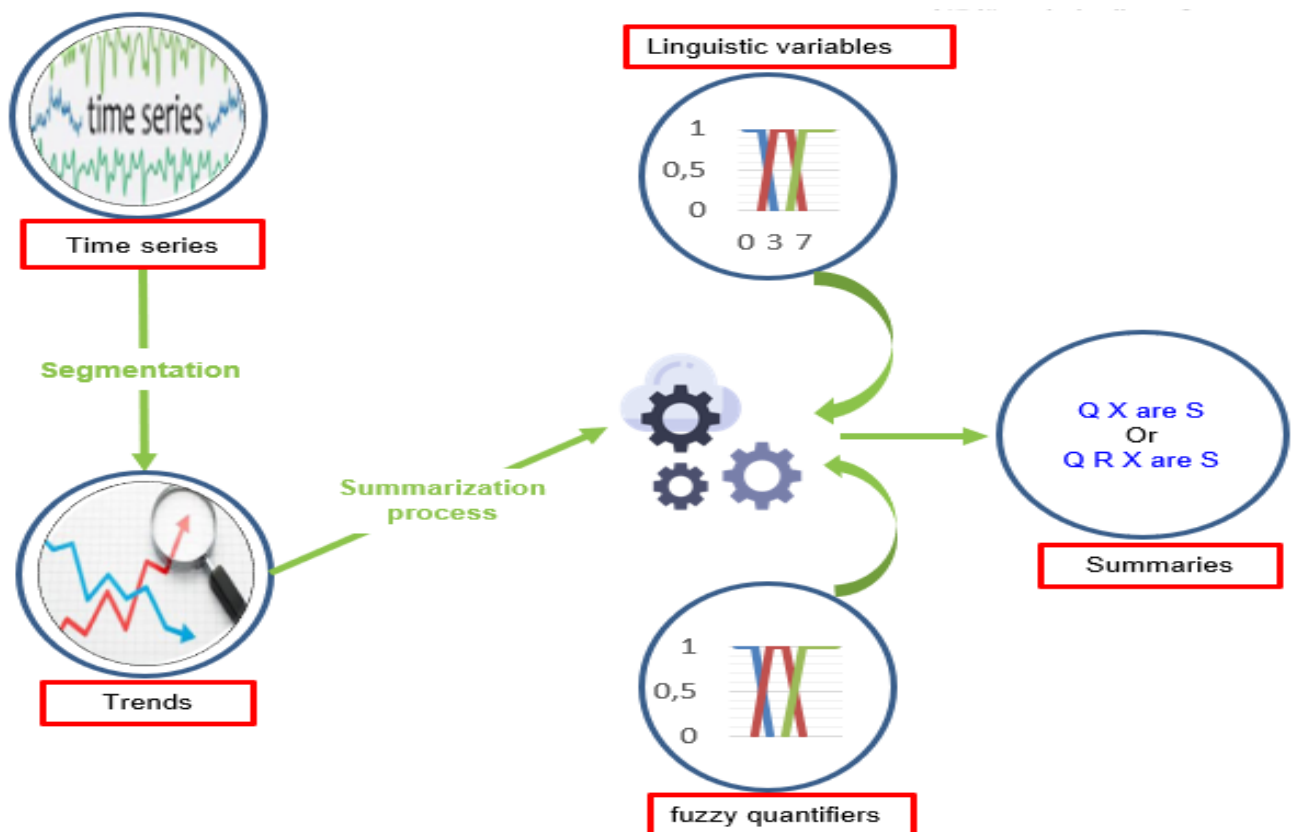 Linguistic variables
time series
1
0,5
0
0 3 7
Time series
Segmentation
Summarization
process
Q X are S
Or
Q R X are S
Summaries
Trends
1
0,5
0
fuzzy quantifiers